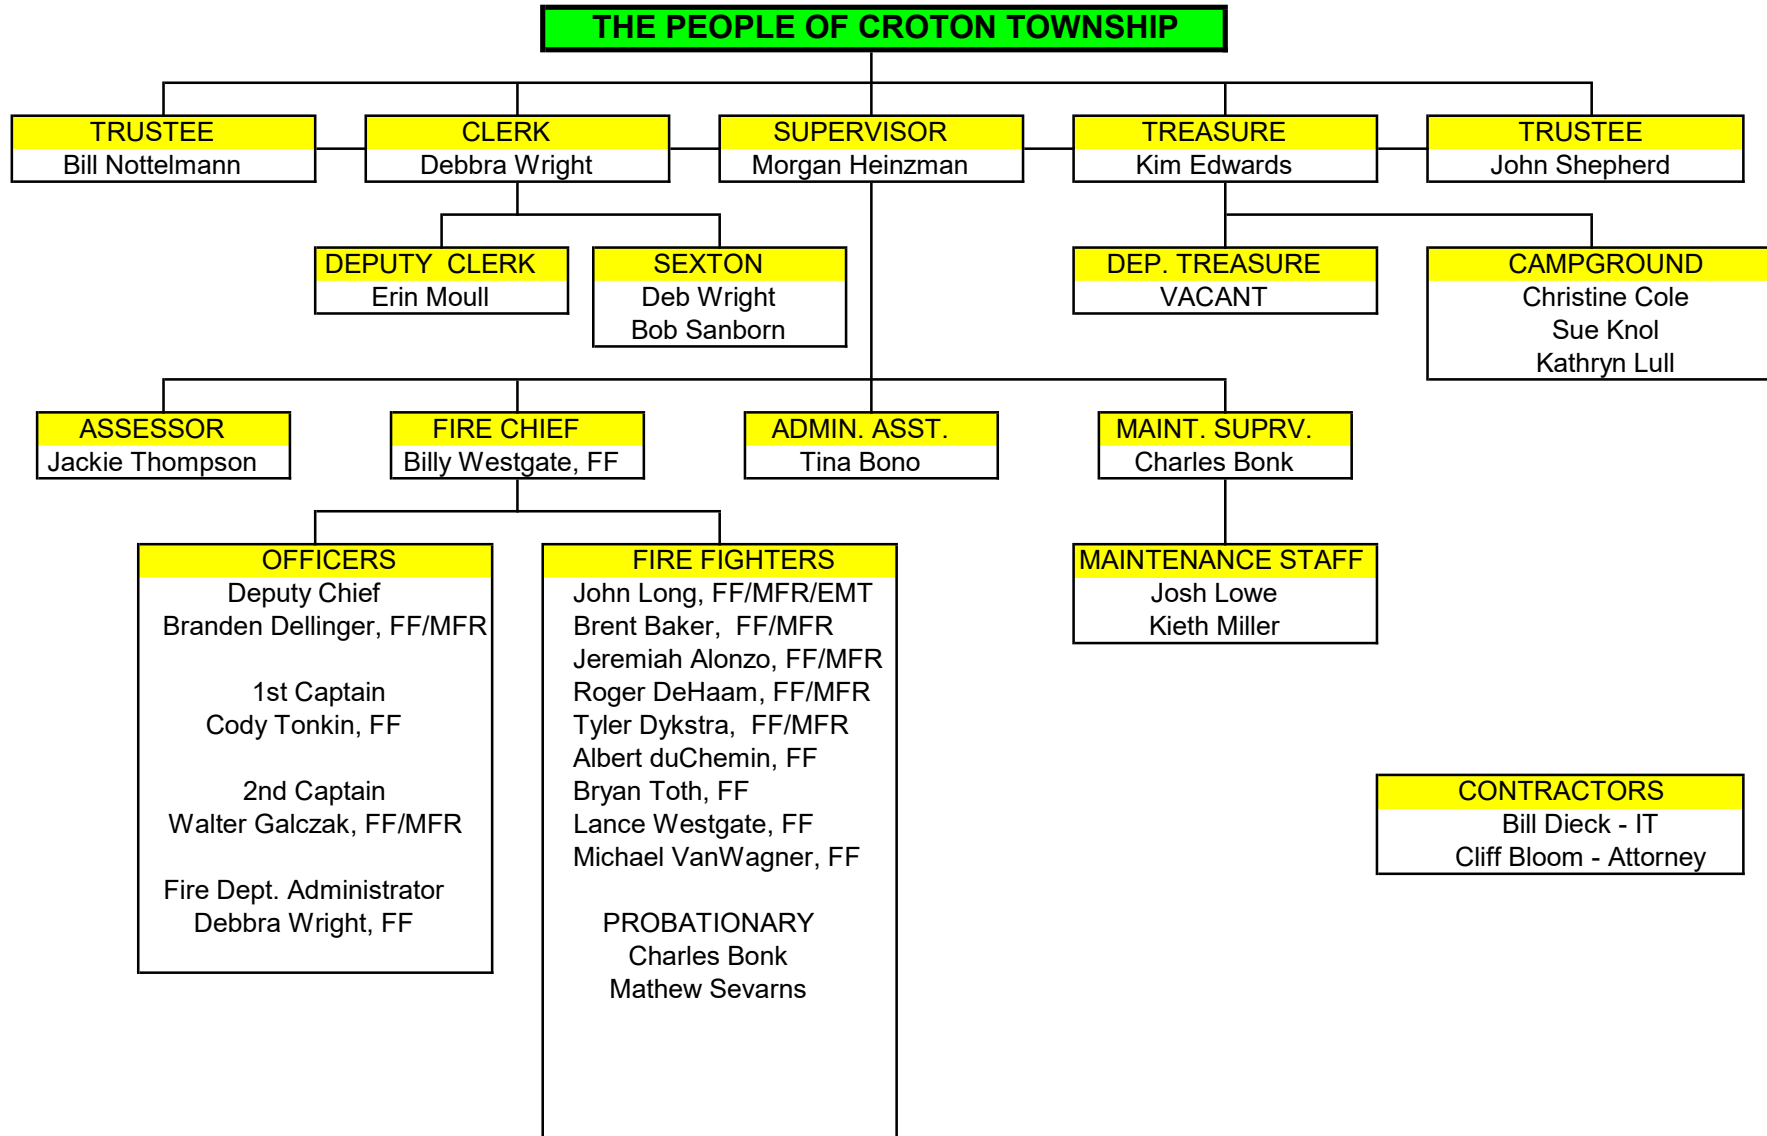 THE PEOPLE OF CROTON TOWNSHIP
TRUSTEE
Bill Nottelmann
CLERK
Debbra Wright
SUPERVISOR
Morgan Heinzman
TREASURE
Kim Edwards
TRUSTEE
John Shepherd
DEPUTY CLERK
Erin Moull
SEXTON
Deb Wright
Bob Sanborn
DEP. TREASURE
VACANT
CAMPGROUND
Christine Cole
Sue Knol
Kathryn Lull
ASSESSOR
Jackie Thompson
FIRE CHIEF
Billy Westgate, FF
ADMIN. ASST.
Tina Bono
MAINT. SUPRV.
Charles Bonk
OFFICERS
Deputy Chief
Branden Dellinger, FF/MFR
1st Captain
Cody Tonkin, FF
2nd Captain
Walter Galczak, FF/MFR
Fire Dept. Administrator
Debbra Wright, FF
FIRE FIGHTERS
John Long, FF/MFR/EMT
Brent Baker, FF/MFR
Jeremiah Alonzo, FF/MFR
Roger DeHaam, FF/MFR
Tyler Dykstra, FF/MFR
Albert duChemin, FF
Bryan Toth, FF
Lance Westgate, FF
Michael VanWagner, FF
PROBATIONARY
Charles Bonk
Mathew Sevarns
MAINTENANCE STAFF
Josh Lowe
Kieth Miller
CONTRACTORS
Bill Dieck - IT
Cliff Bloom - Attorney